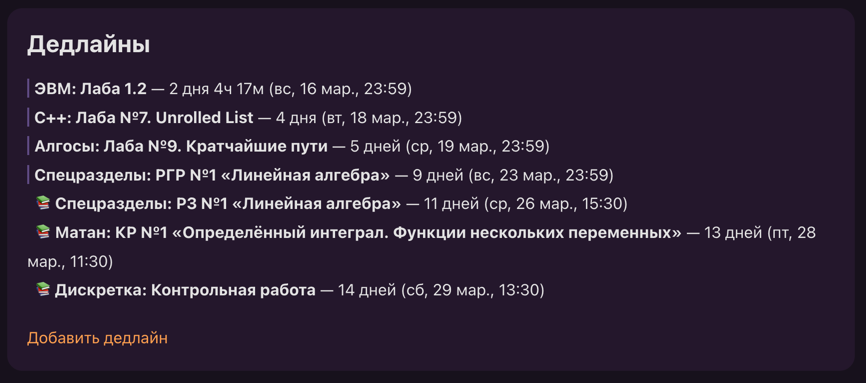 Дедлайны
ЭВМ: Лаба 1.2 — 2 дня 4ч 17м (вс, 16 мар., 23:59)
C++: Лаба №7. Unrolled List — 4 дня (вт, 18 мар., 23:59)
Алгосы: Лаба №9. Кратчайшие пути — 5 дней (ср, 19 мар., 23:59)
Спецразделы: РГР №1 «Линейная алгебра» — 9 дней (вс, 23 мар., 23:59)
📚 Спецразделы: РЗ №1 «Линейная алгебра» — 11 дней (ср, 26 мар., 15:30)
📚 Матан: КР №1 «Определённый интеграл. Функции нескольких переменных» — 13 дней (пт, 28
мар., 11:30)
📚 Дискретка: Контрольная работа — 14 дней (сб, 29 мар., 13:30)
Добавить дедлайн